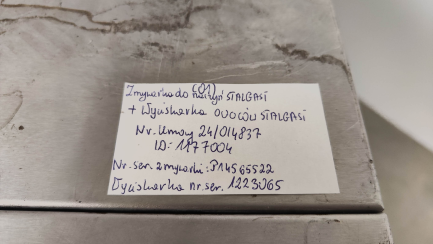 (01)
Zmywarka do naczyń STALGAST
+ Wyciskarka OWOCÓW STALGAST
Nr. Umowy 24/014837
ID: 1177004
Nr. ser. zmywarki: P14565522
Wyciskarka nr. ser. 1223065